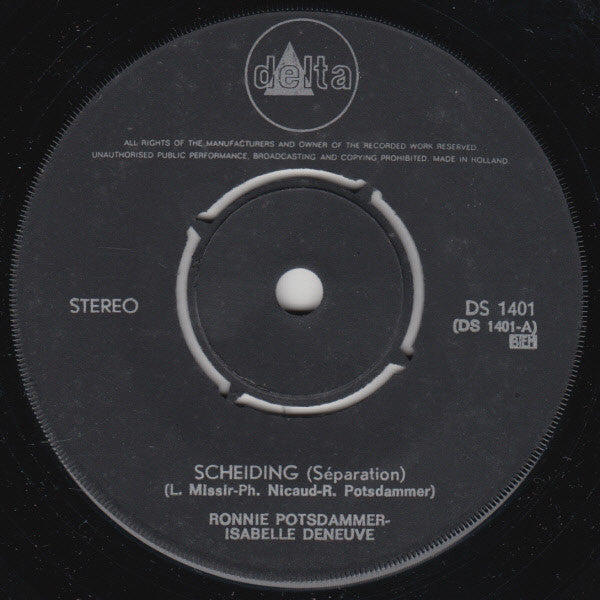 delta
ALL RIGHTS OF THE MANUFACTURERS AND OWNER OF THE RECORDED WORK RESERVED.
UNAUTHORISED PUBLIC PERFORMANCE, BROADCASTING AND COPYING PROHIBITED. MADE IN HOLLAND.
STEREO
DS 1401
(DS 1401-A)
SCHEIDING (Séparation)
(L. Missir-Ph. Nicaud-R. Potsdammer)
RONNIE POTSDAMMER-
ISABELLE DENEUVE